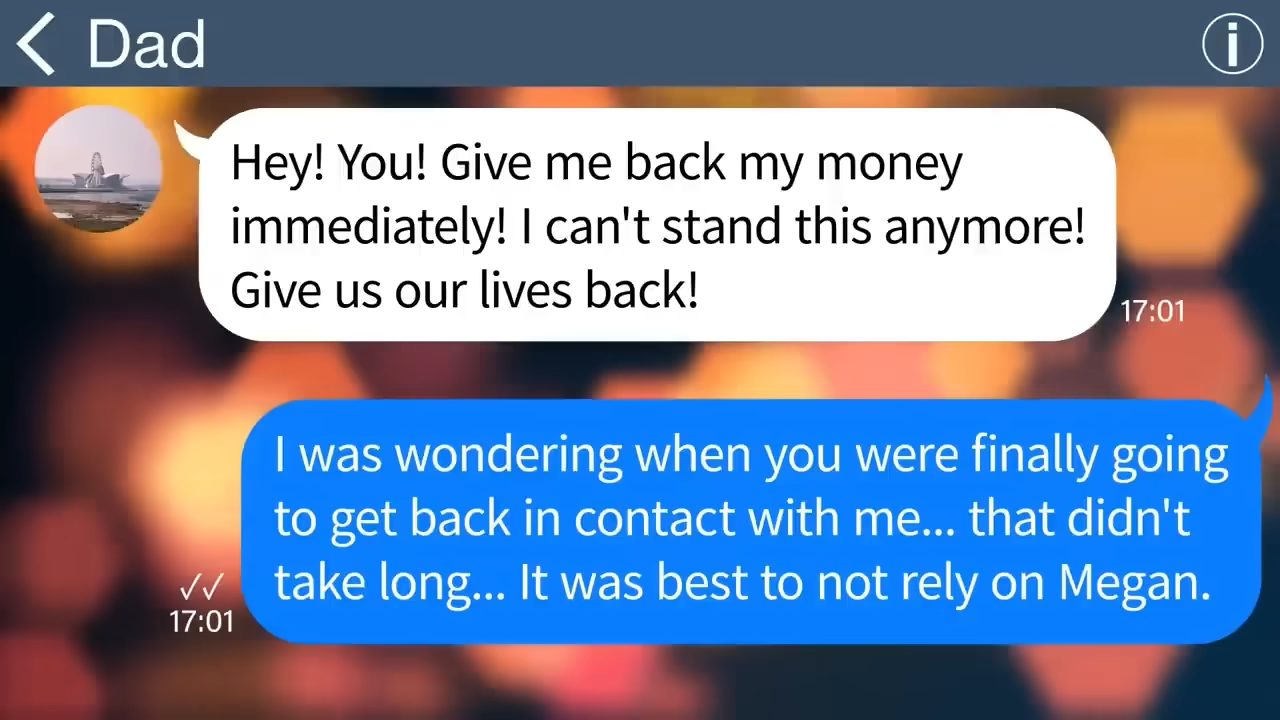 Dad
Hey! You! Give me back my money
immediately! I can't stand this anymore!
Give us our lives back!
17:01
I was wondering when you were finally going
to get back in contact with me... that didn't
take long... It was best to not rely on Megan.
17:01